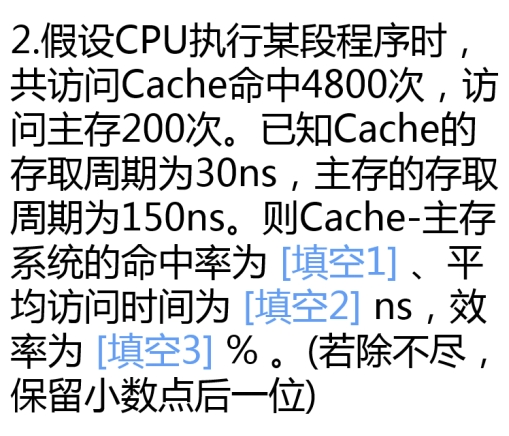 2.假设CPU执行某段程序时，
共访问Cache命中4800次，访
问主存200次。已知Cache的
存取周期为30ns，主存的存取
周期为150ns。则Cache-主存
系统的命中率为 [填空1] 、平
均访问时间为 [填空2] ns，效
率为 [填空3] % 。(若除不尽，
保留小数点后一位)